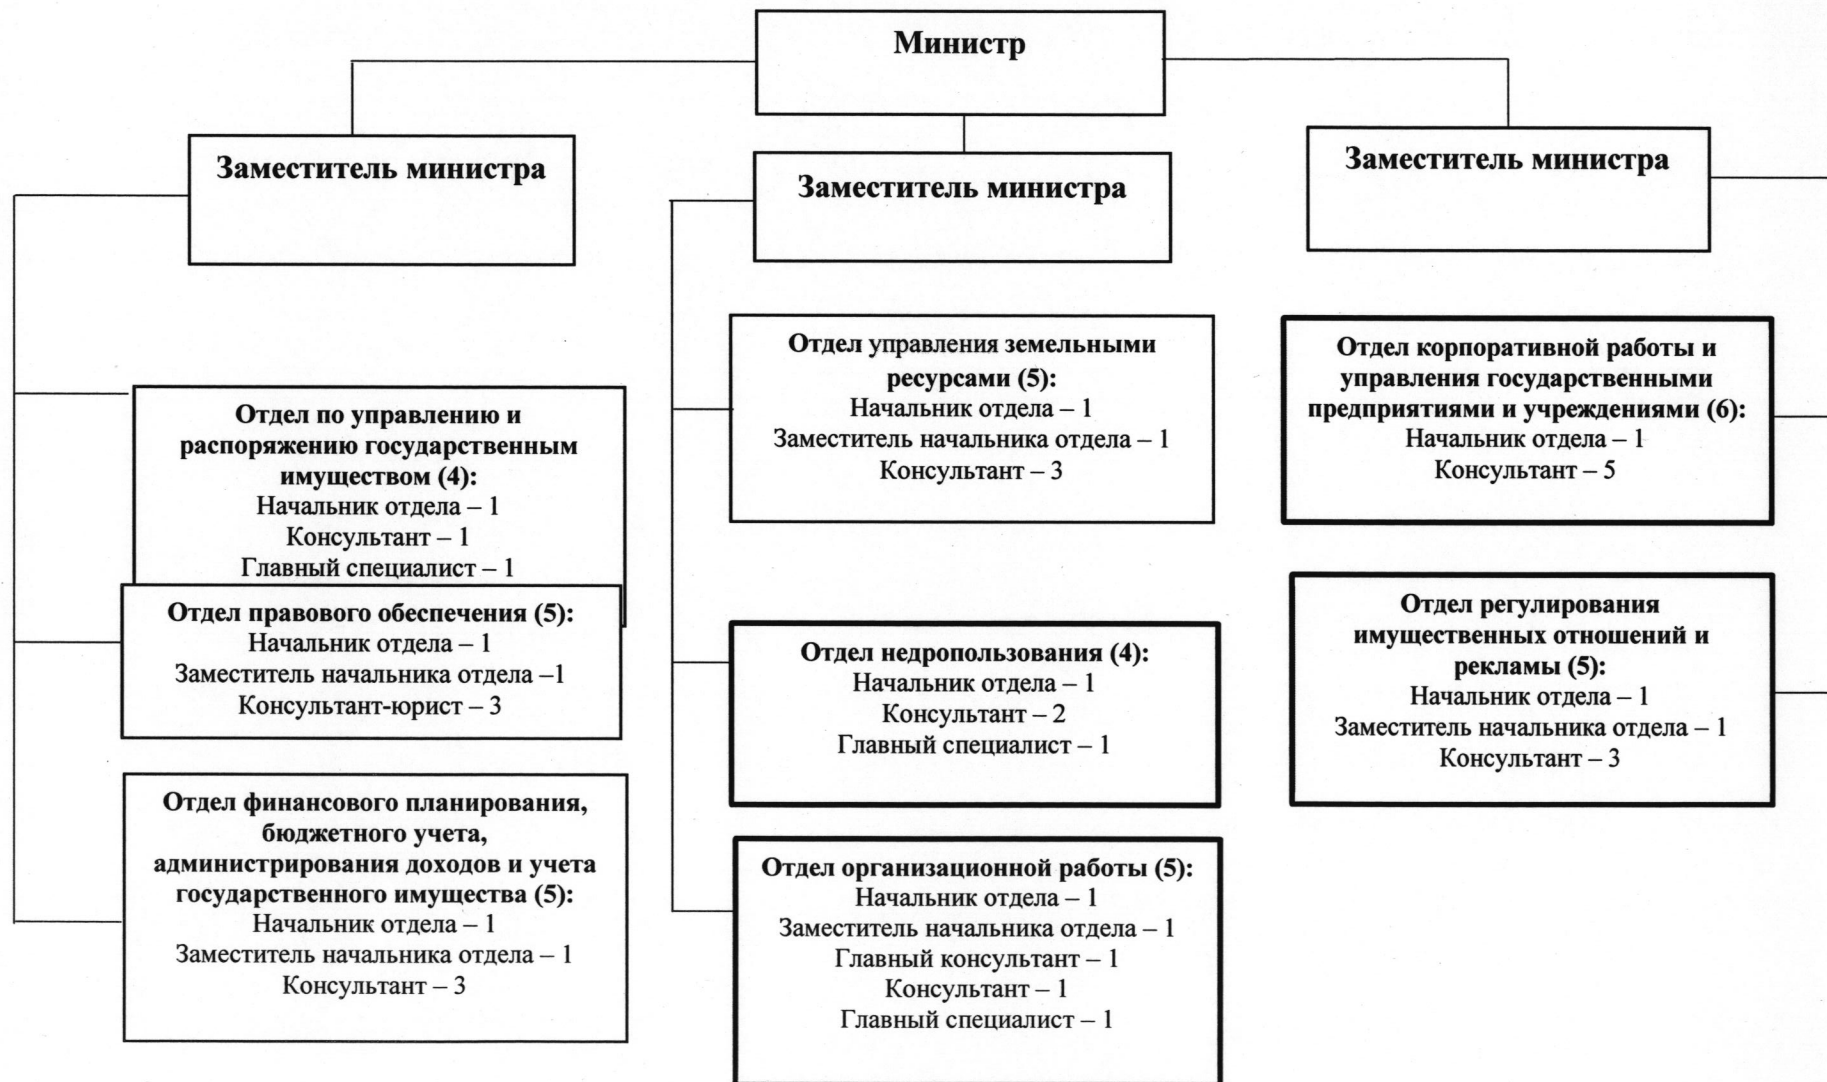 Министр
Заместитель министра
Заместитель министра
Заместитель министра
Отдел по управлению и
распоряжению государственным
имуществом (4):
Начальник отдела – 1
Консультант – 1
Главный специалист – 1
Отдел правового обеспечения (5):
Начальник отдела – 1
Заместитель начальника отдела –1
Консультант-юрист – 3
Отдел финансового планирования,
бюджетного учета,
администрирования доходов и учета
государственного имущества (5):
Начальник отдела – 1
Заместитель начальника отдела – 1
Консультант – 3
Отдел управления земельными
ресурсами (5):
Начальник отдела – 1
Заместитель начальника отдела – 1
Консультант – 3
Отдел недропользования (4):
Начальник отдела – 1
Консультант – 2
Главный специалист – 1
Отдел организационной работы (5):
Начальник отдела – 1
Заместитель начальника отдела – 1
Главный консультант – 1
Консультант – 1
Главный специалист – 1
Отдел корпоративной работы и
управления государственными
предприятиями и учреждениями (6):
Начальник отдела – 1
Консультант – 5
Отдел регулирования
имущественных отношений и
рекламы (5):
Начальник отдела – 1
Заместитель начальника отдела – 1
Консультант – 3